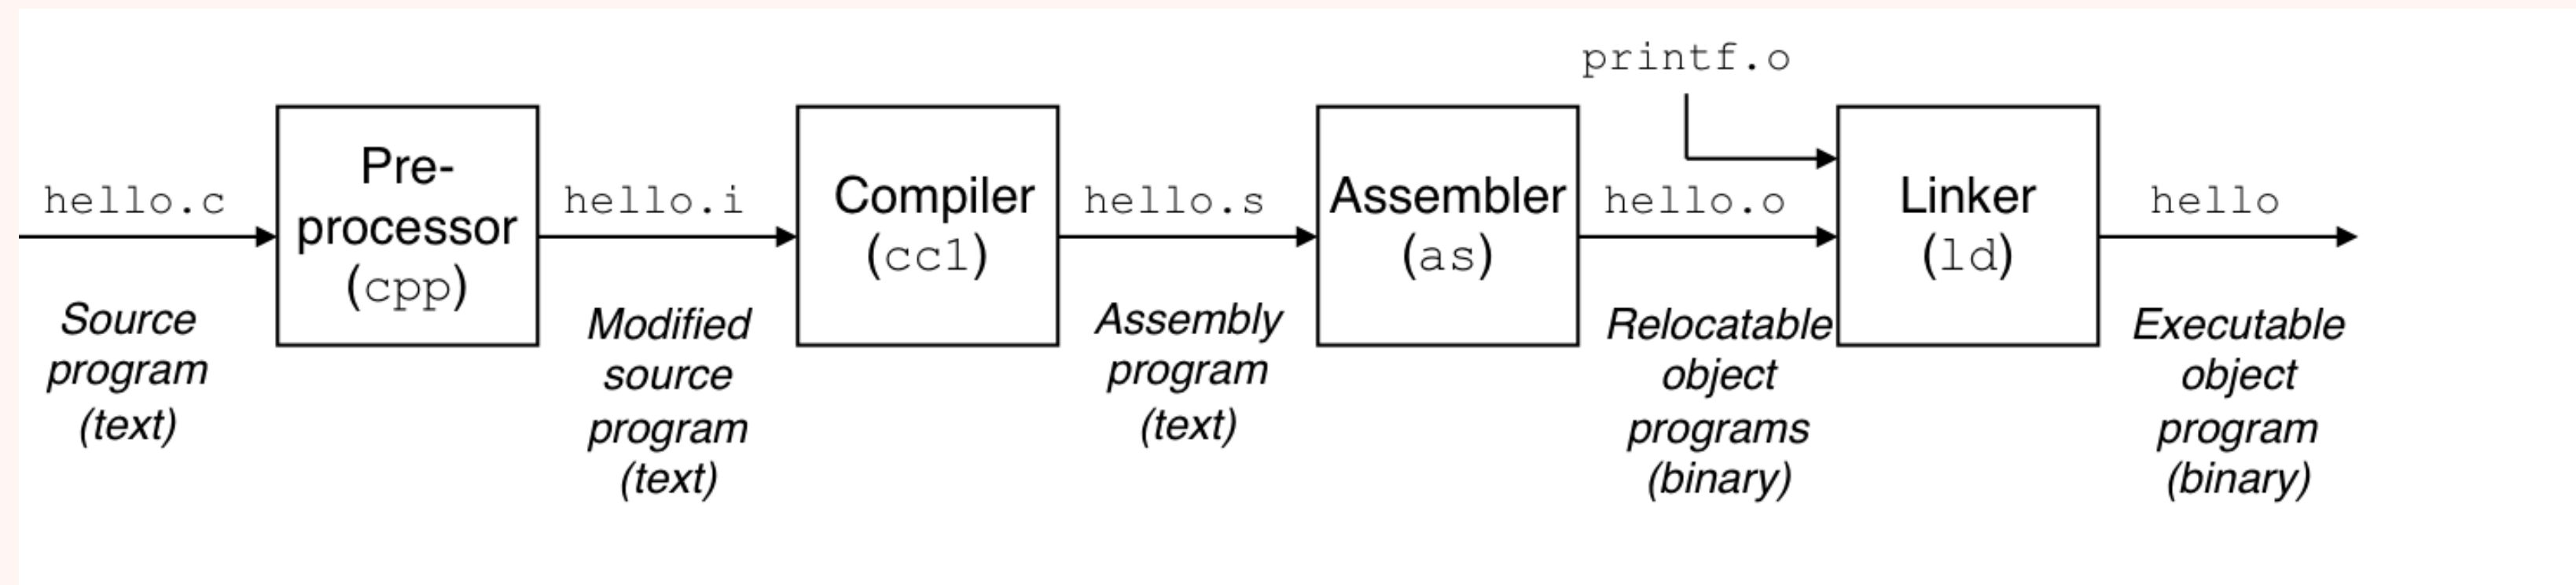 printf.o
hello.c
Pre-
processor
(cpp)
hello.i
Compiler
(cc1)
hello.s
Assembler
(as)
hello.o
Linker
(ld)
hello
Source
program
(text)
Modified
source
program
(text)
Assembly
program
(text)
Relocatable
object
programs
(binary)
Executable
object
program
(binary)